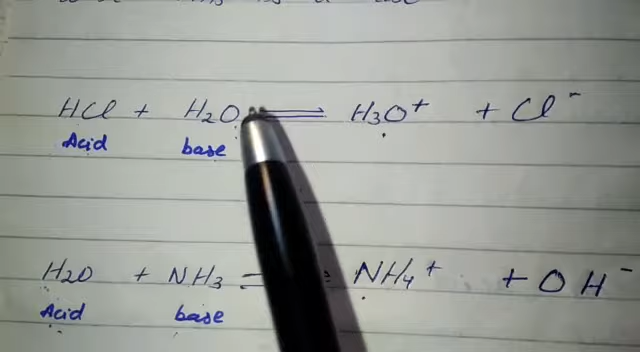 HCl + H2O ⇌ H3O+ + Cl-
Acid base
H2O + NH3 ⇌ NH4+ + OH-
Acid base